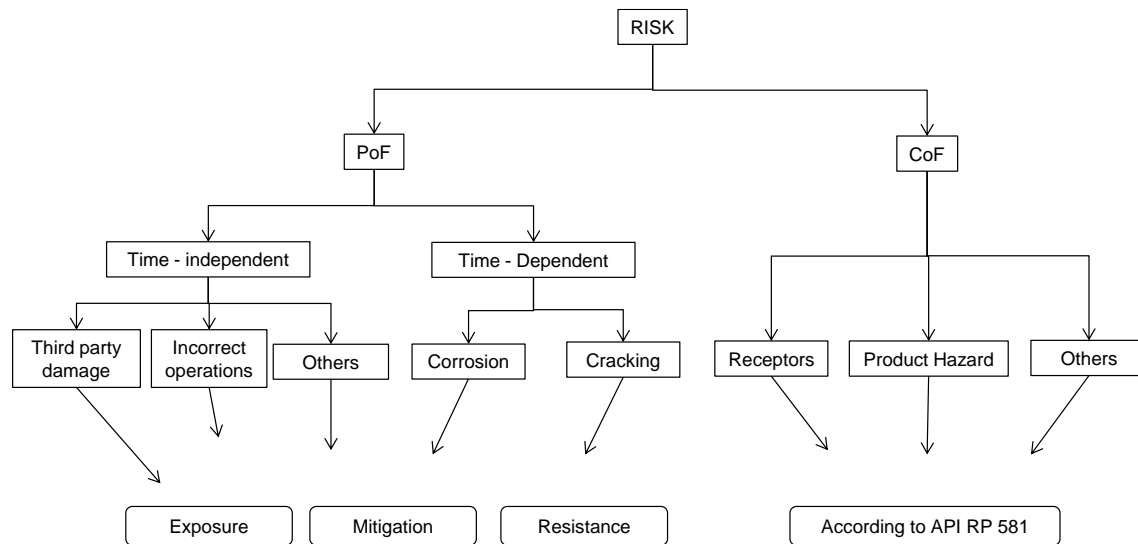 RISK
PoF
CoF
Time - independent
Time - Dependent
Third party
damage
Incorrect
operations
Others
Corrosion
Cracking
Receptors
Product Hazard
Others
Exposure
Mitigation
Resistance
According to API RP 581